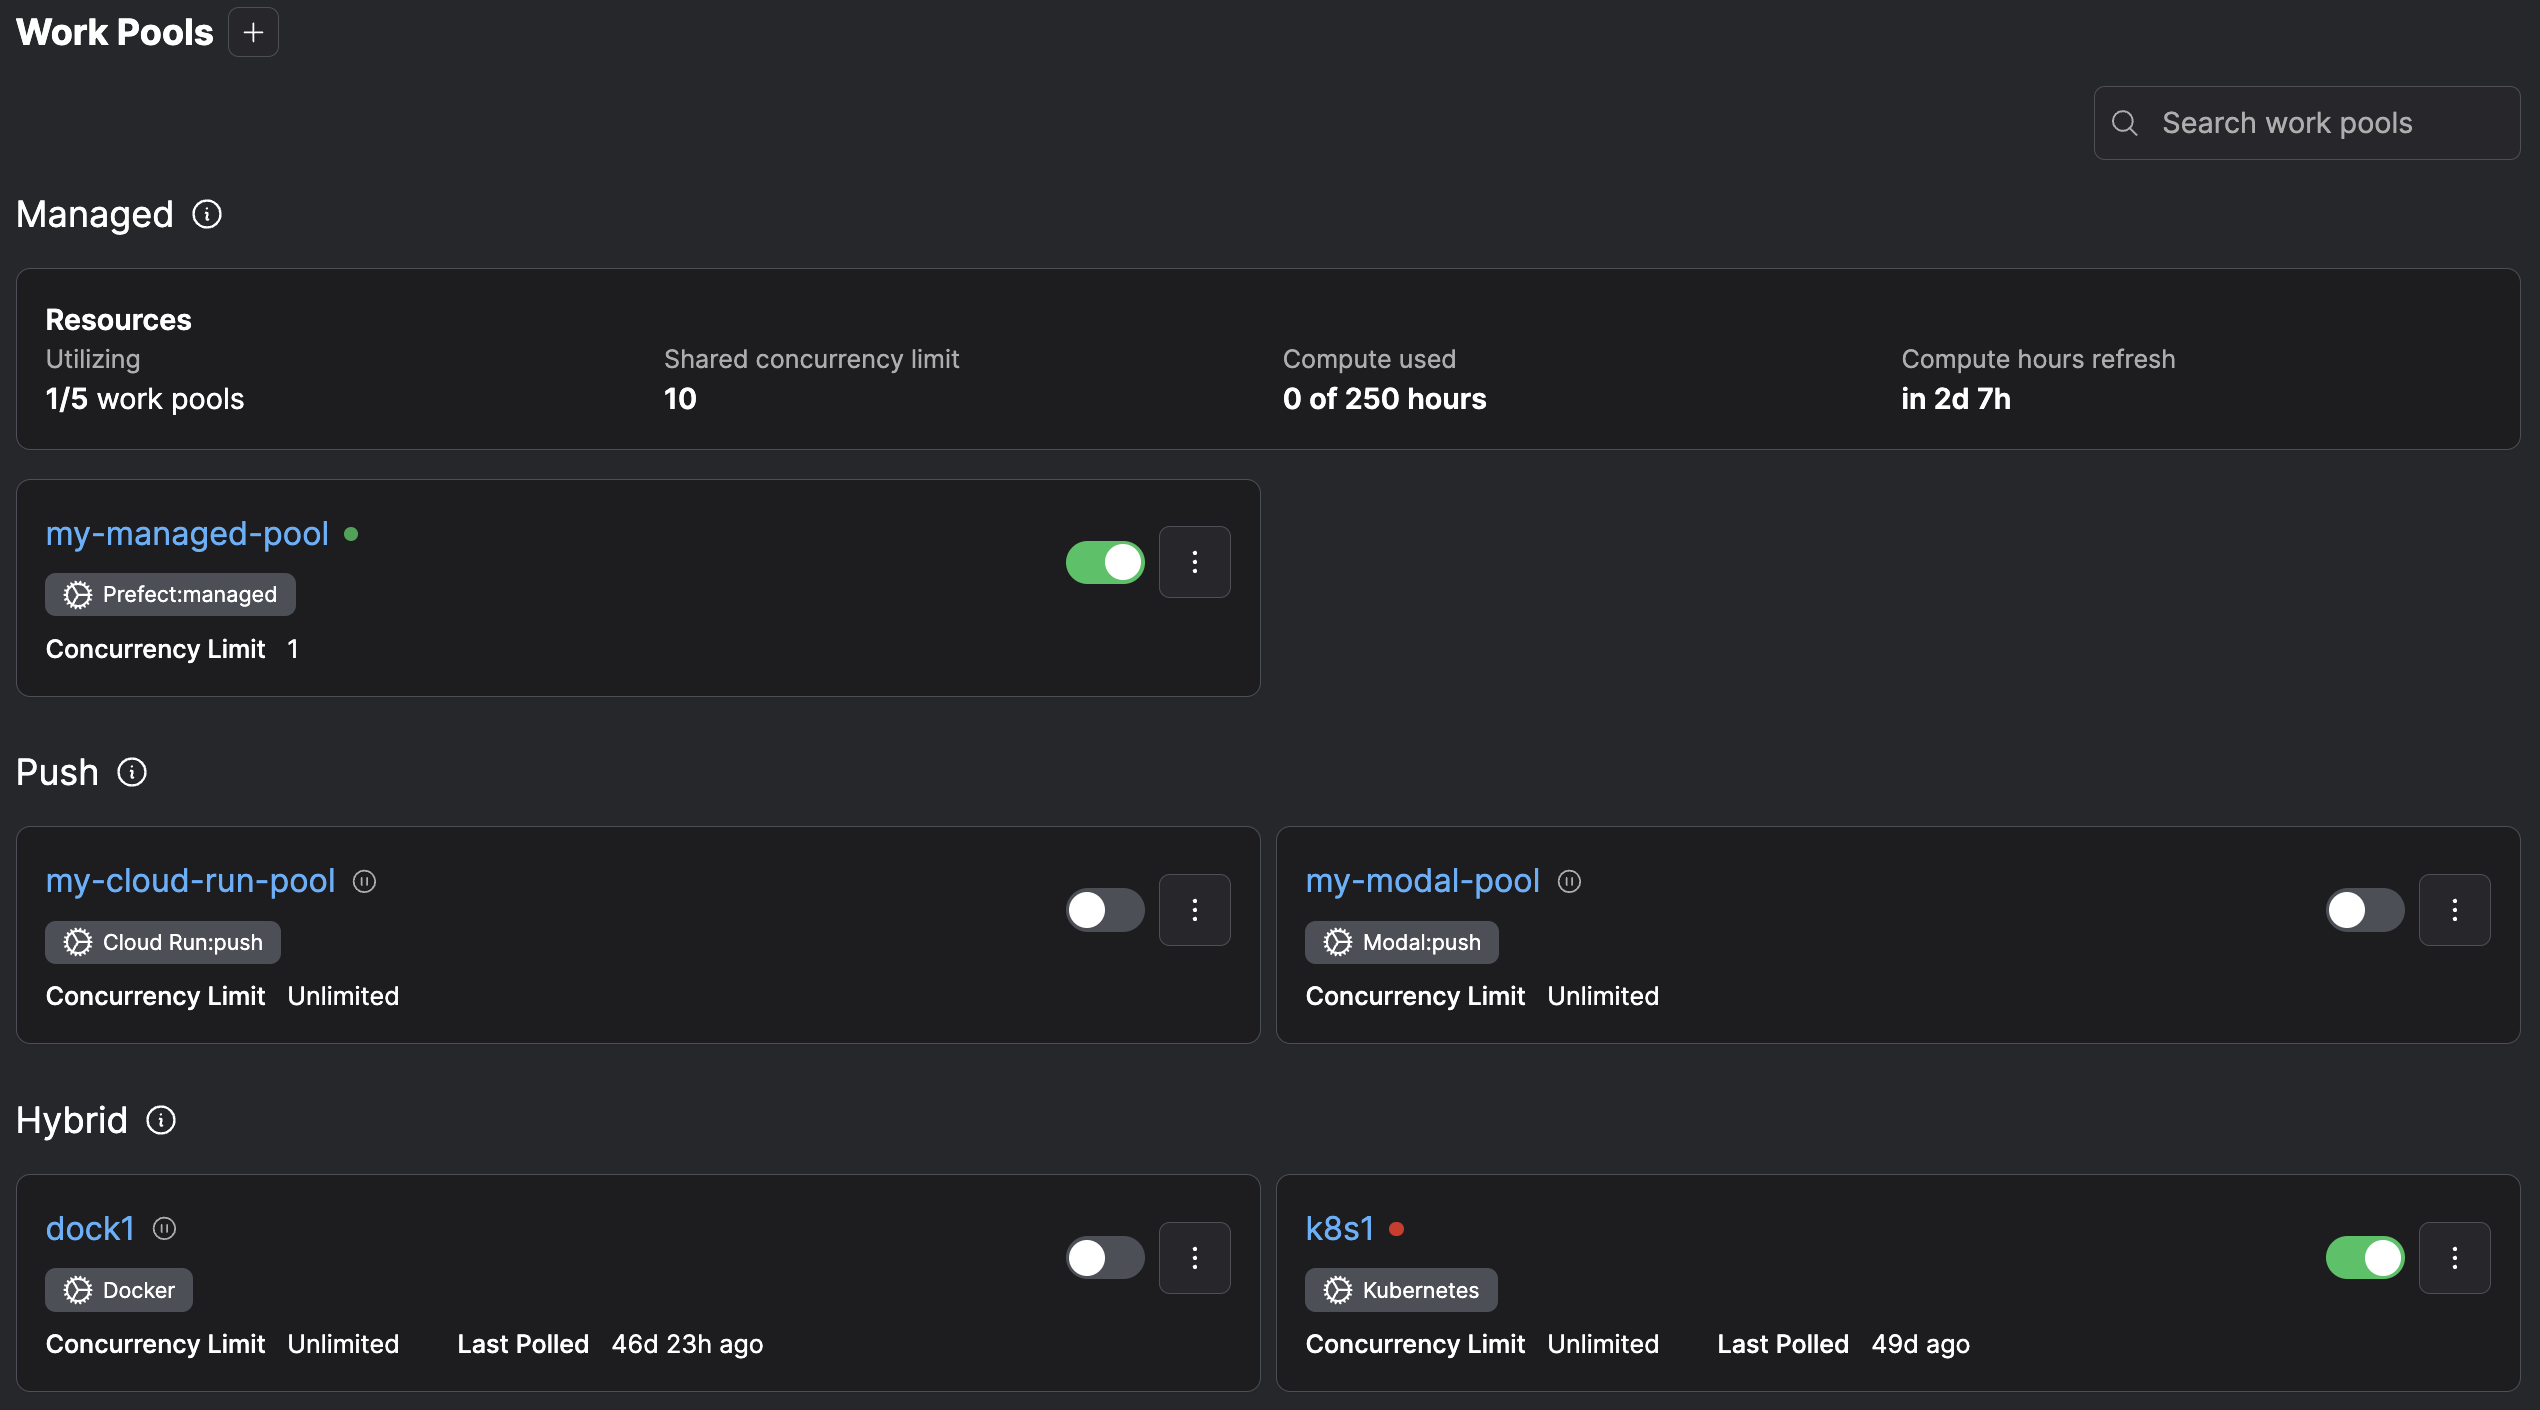 Work Pools
Search work pools
Managed
Resources
Utilizing
1/5 work pools
Shared concurrency limit
10
Compute used
0 of 250 hours
Compute hours refresh
in 2d 7h
my-managed-pool
Prefect:managed
Concurrency Limit 1
Push
my-cloud-run-pool
Cloud Run:push
Concurrency Limit Unlimited
my-modal-pool
Modal:push
Concurrency Limit Unlimited
Hybrid
dock1
Docker
Concurrency Limit Unlimited Last Polled 46d 23h ago
k8s1
Kubernetes
Concurrency Limit Unlimited Last Polled 49d ago